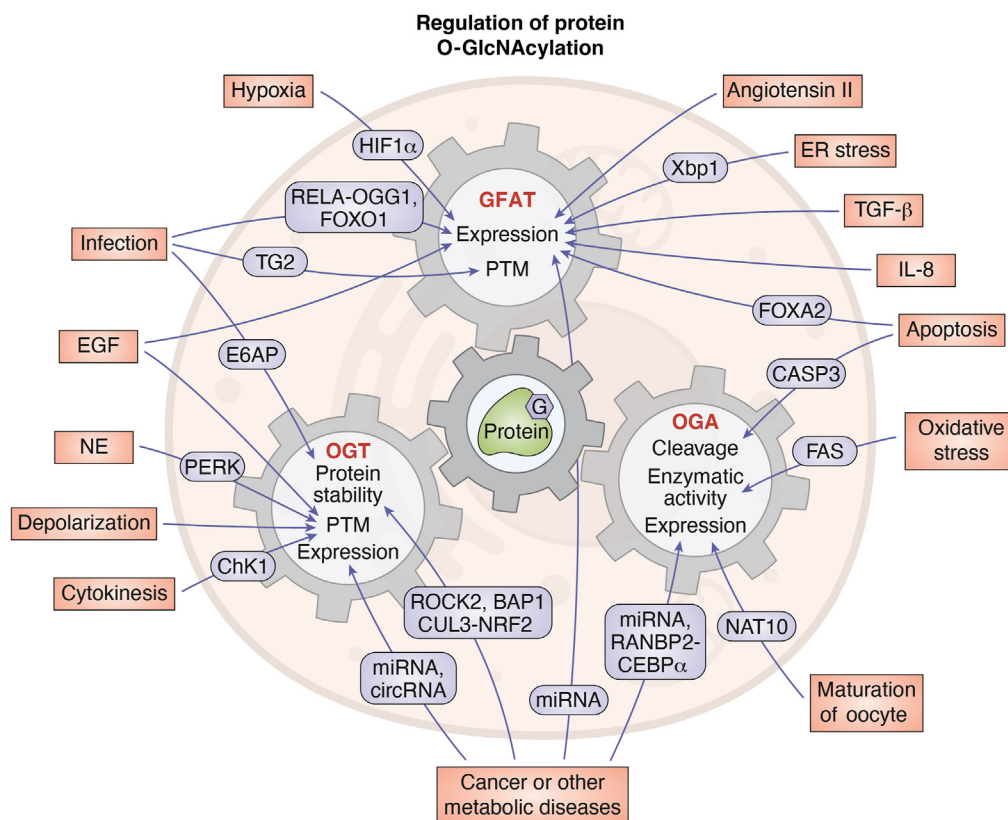 Regulation of protein
O-GlcNAcylation
Hypoxia
Angiotensin II
HIF1α
ER stress
Xbp1
RELA-OGG1,
FOXO1
GFAT
TGF-β
Infection
Expression
TG2
PTM
IL-8
FOXA2
Apoptosis
EGF
E6AP
CASP3
G
Protein
OGA
Cleavage
Oxidative
stress
NE
OGT
FAS
PERK
Protein
stability
Enzymatic
activity
Depolarization
PTM
Expression
Expression
ChK1
Cytokinesis
ROCK2, BAP1
CUL3-NRF2
miRNA,
RANBP2-
CEBPα
NAT10
miRNA,
circRNA
miRNA
Maturation
of oocyte
Cancer or other
metabolic diseases